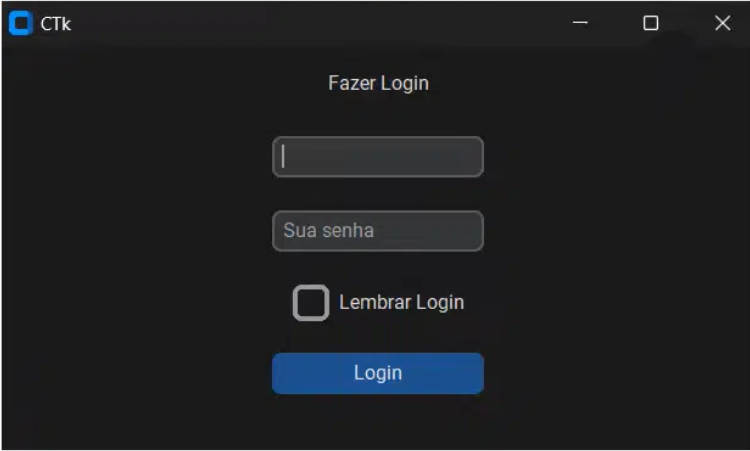 CTk
Fazer Login
Sua senha
Lembrar Login
Login